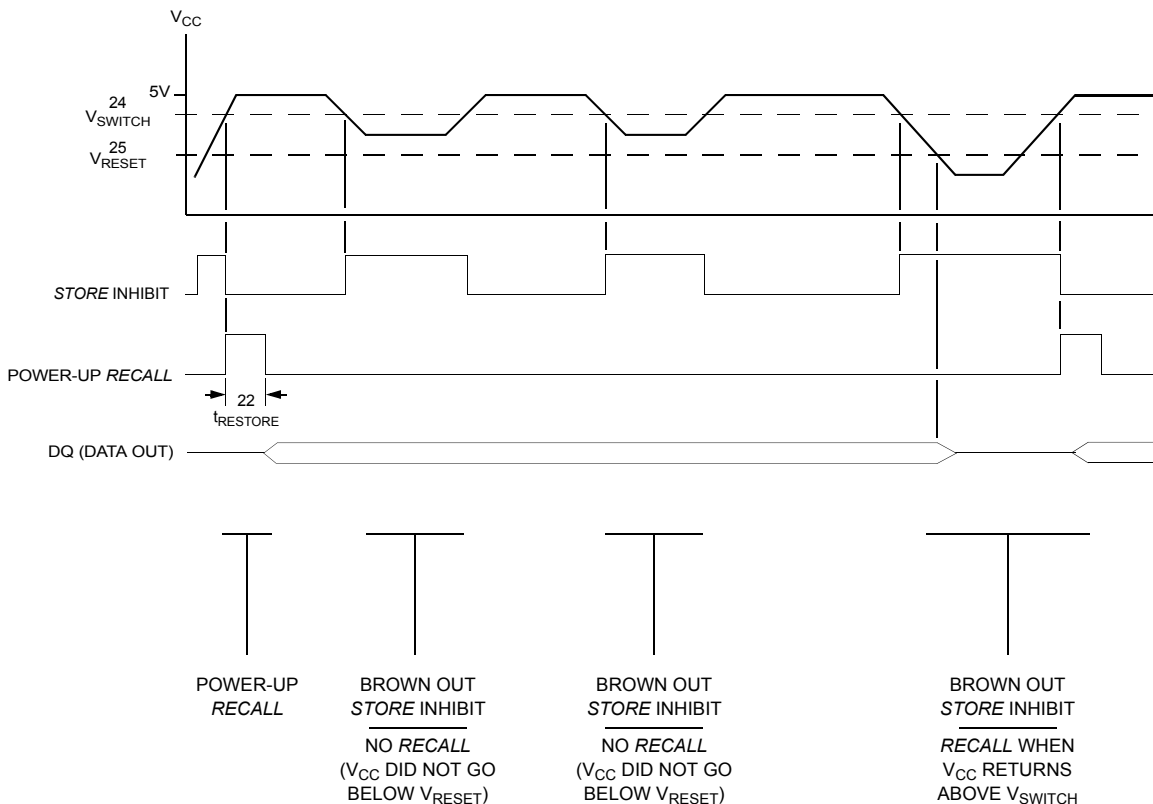 VCC
5V
24
VSWITCH
25
VRESET
STORE INHIBIT
POWER-UP RECALL
22
tRESTORE
DQ (DATA OUT)
POWER-UP
RECALL
BROWN OUT
STORE INHIBIT
NO RECALL
(VCC DID NOT GO
BELOW VRESET)
BROWN OUT
STORE INHIBIT
NO RECALL
(VCC DID NOT GO
BELOW VRESET)
BROWN OUT
STORE INHIBIT
RECALL WHEN
VCC RETURNS
ABOVE VSWITCH